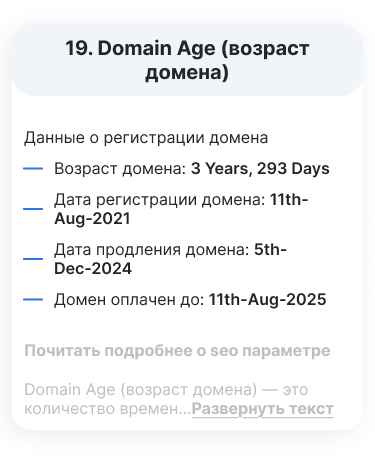 19. Domain Age (возраст
домена)
Данные о регистрации домена
Возраст домена: 3 Years, 293 Days
Дата регистрации домена: 11th-
Aug-2021
Дата продления домена: 5th-
Dec-2024
Домен оплачен до: 11th-Aug-2025
Почитать подробнее о seo параметре
Domain Age (возраст домена) — это
количество времен...Развернуть текст